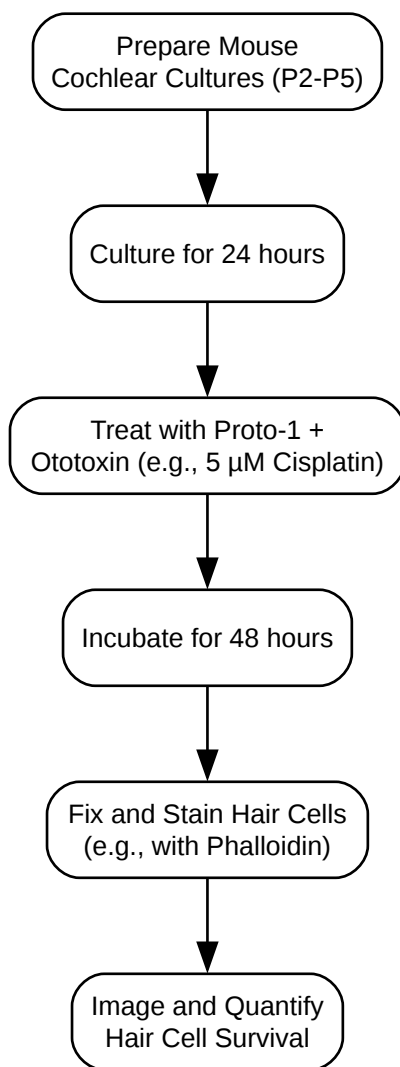 Prepare Mouse
Cochlear Cultures (P2-P5)
Culture for 24 hours
Treat with Proto-1 +
Ototoxin (e.g., 5 µM Cisplatin)
Incubate for 48 hours
Fix and Stain Hair Cells
(e.g., with Phalloidin)
Image and Quantify
Hair Cell Survival